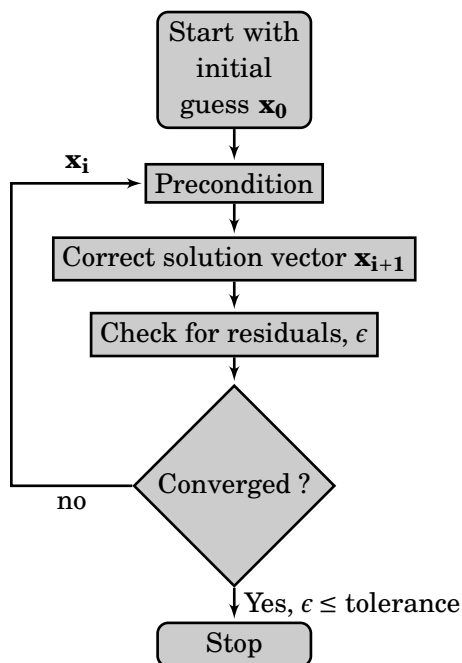 Start with
initial
guess x₀
xᵢ
Precondition
Correct solution vector xᵢ₊₁
Check for residuals, ϵ
Converged ?
no
Yes, ϵ ≤ tolerance
Stop